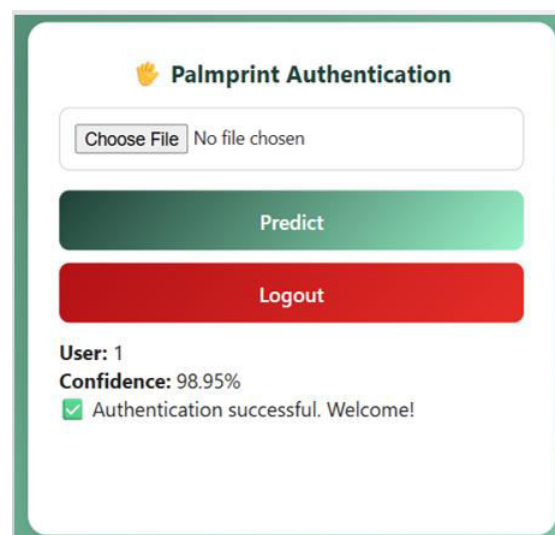 Palmprint Authentication
Choose File No file chosen
Predict
Logout
User: 1
Confidence: 98.95%
Authentication successful. Welcome!